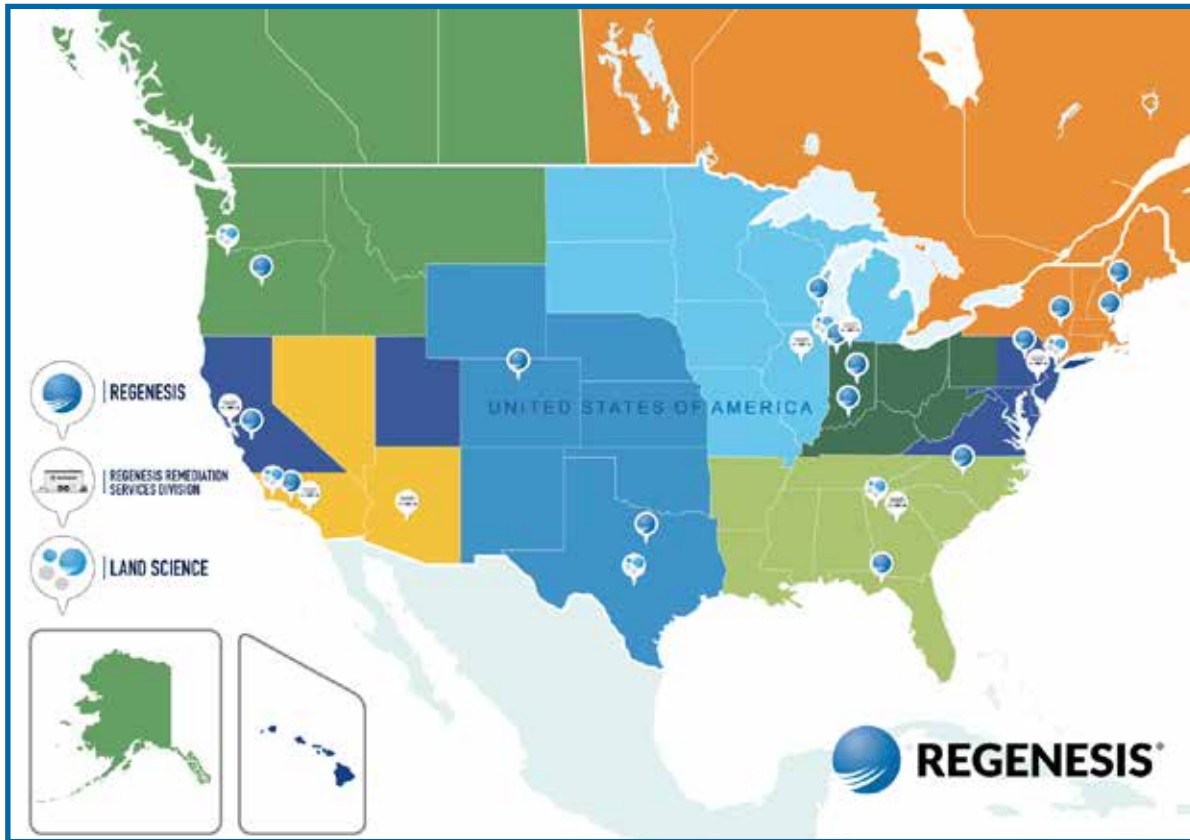 REGENESIS
REGENESIS REMEDIATION
SERVICES DIVISION
LAND SCIENCE
UNITED STATES OF AMERICA
REGENESIS®